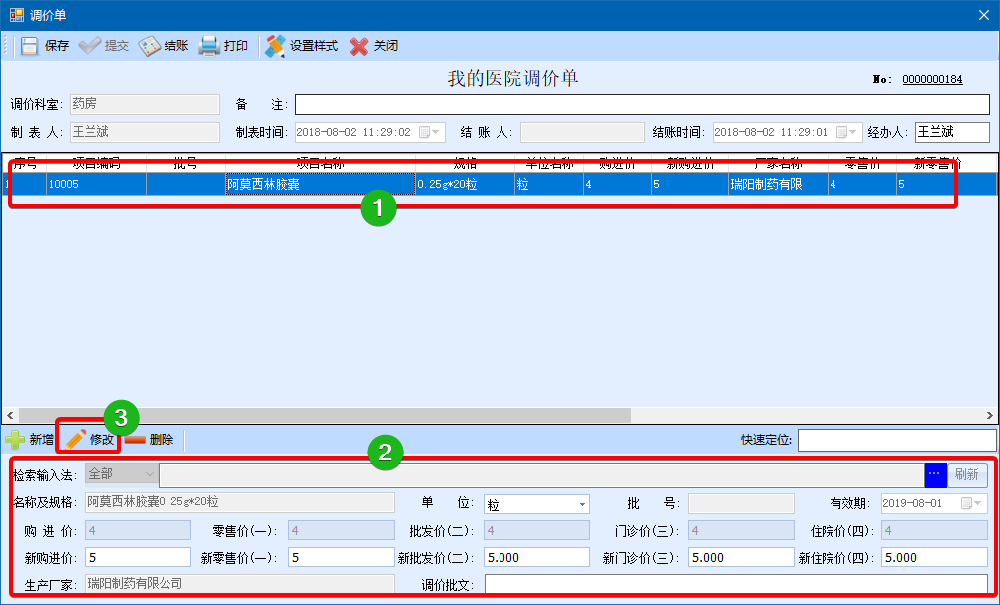 调价单
保存 提交 结账 打印 设置样式 关闭
我的医院调价单
No: 0000000184
调价科室: 药房 备 注:
制 表 人: 王兰斌 制表时间: 2018-08-02 11:29:02 结 账 人: 结账时间: 2018-08-02 11:29:01 经办人: 王兰斌
序号 项目编码 批号 项目名称 规格 单位名称 购进价 新购进价 厂家名称 零售价 新零售价
1 10005 阿莫西林胶囊 0.25g*20粒 粒 4 5 瑞阳制药有限 4 5
1
3
新增 修改 删除 快速定位:
2
检索输入法: 全部 ... 刷新
名称及规格: 阿莫西林胶囊0.25g*20粒 单 位: 粒 批 号: 有效期: 2019-08-01
购 进 价: 4 零售价(一): 4 批发价(二): 4 门诊价(三): 4 住院价(四): 4
新购进价: 5 新零售价(一): 5 新批发价(二): 5.000 新门诊价(三): 5.000 新住院价(四): 5.000
生产厂家: 瑞阳制药有限公司 调价批文: